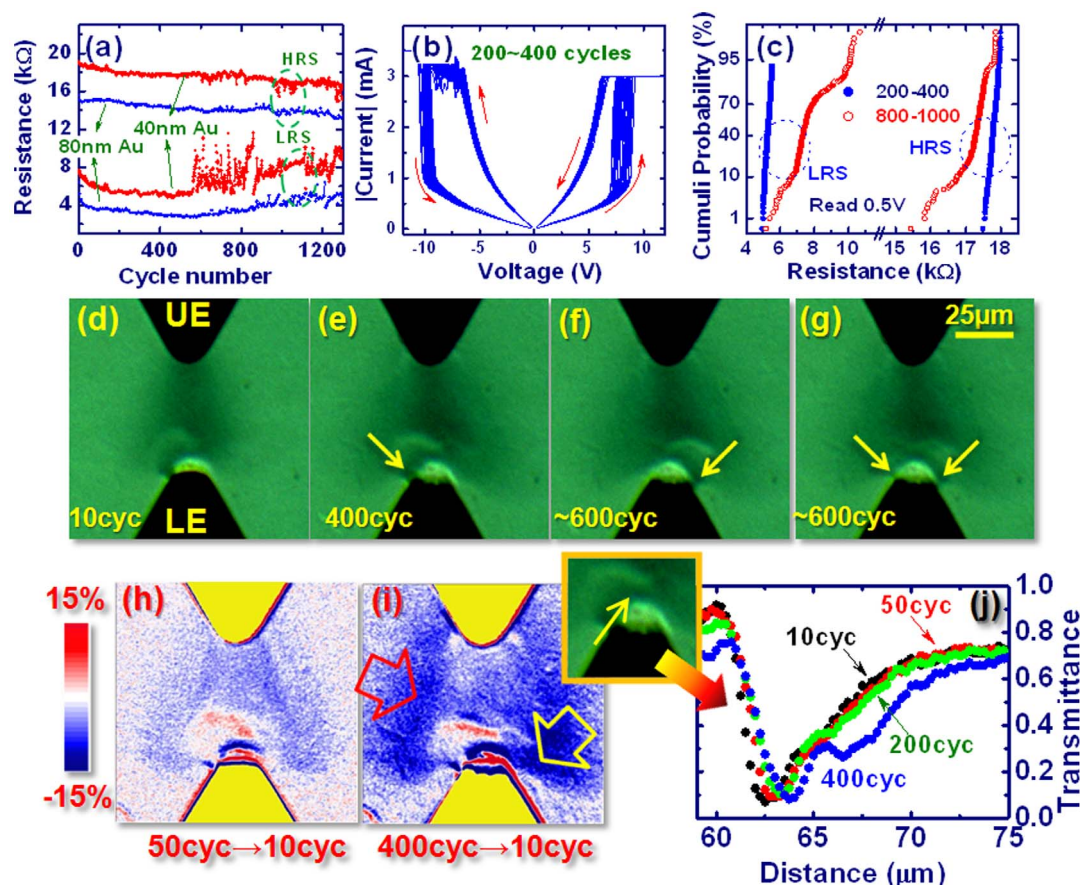 (a)
Resistance (kΩ)
20
16
12
8
4
HRS
LRS
40nm Au
80nm Au
0
400
800
1200
Cycle number
(b)
200~400 cycles
|Current| (mA)
4
3
2
1
0
-10
-5
0
5
10
Voltage (V)
(c)
Cumuli Probability (%)
95
70
40
10
1
200-400
800-1000
LRS
HRS
Read 0.5V
6
8
10
15
16
17
18
Resistance (kΩ)
(d)
UE
LE
10cyc
(e)
400cyc
(f)
~600cyc
(g)
25μm
~600cyc
15%
-15%
(h)
50cyc→10cyc
(i)
400cyc→10cyc
(j)
50cyc
10cyc
200cyc
400cyc
1.0
0.8
0.6
0.4
0.2
0.0
Transmittance
60
65
70
75
Distance (μm)